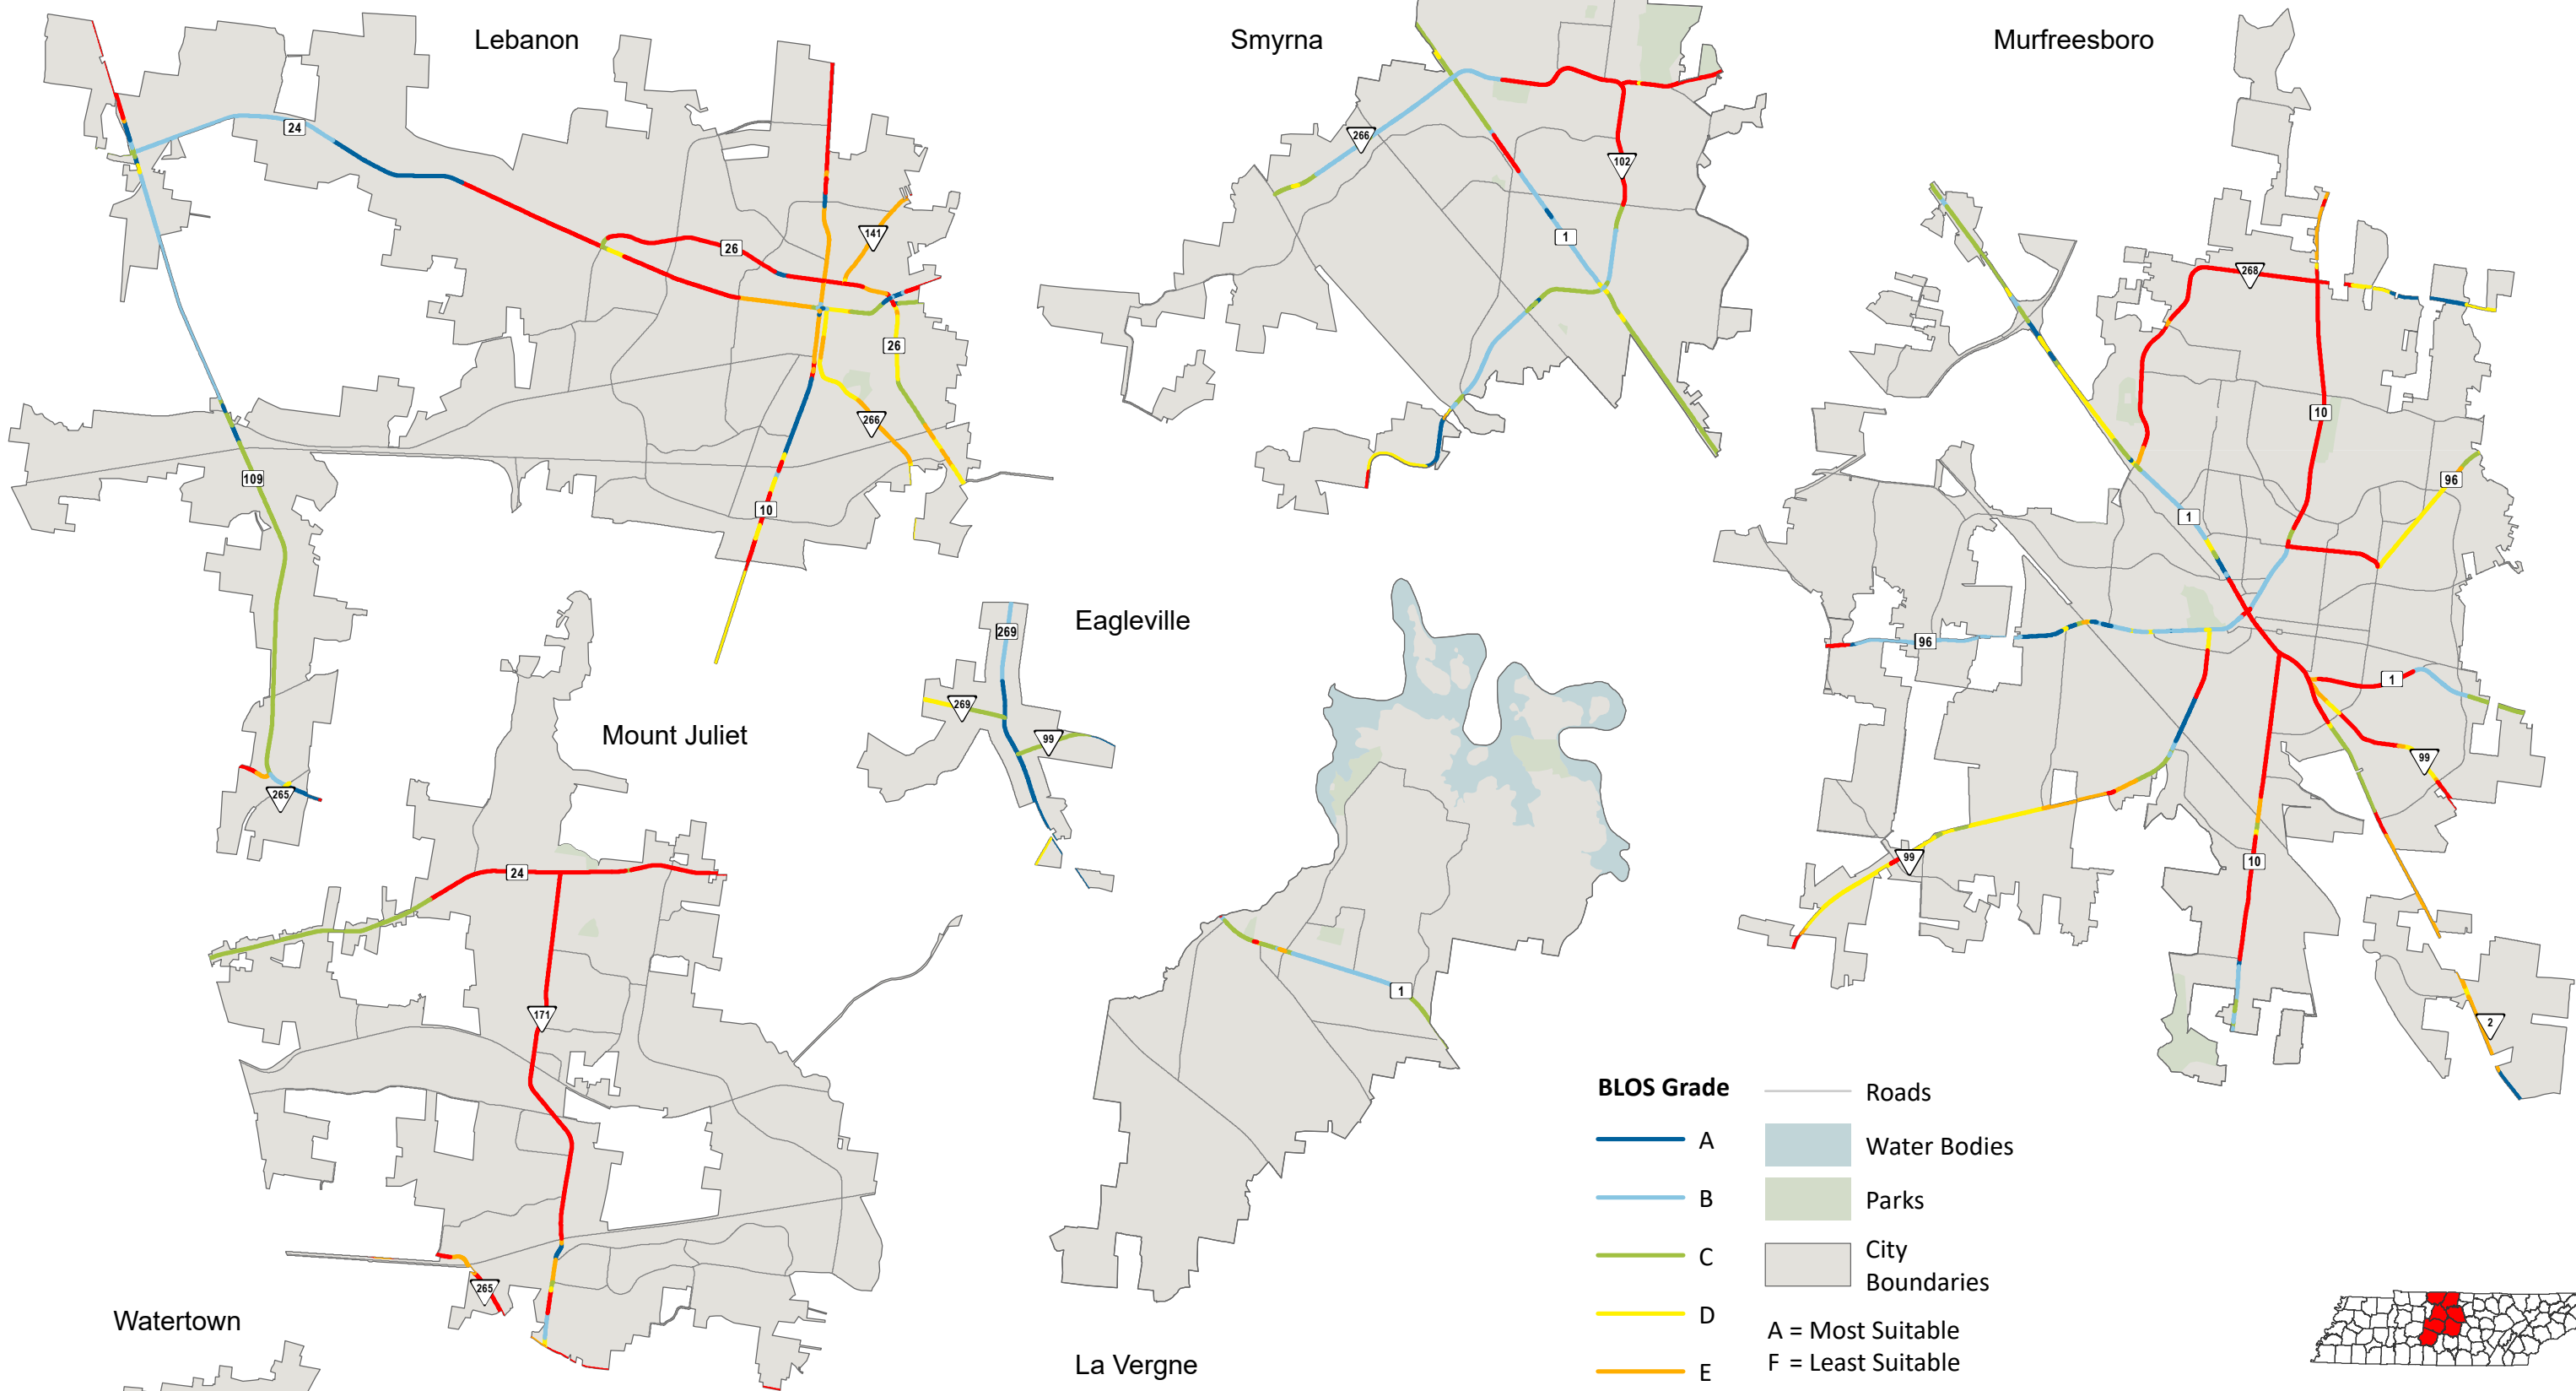 Lebanon
Smyrna
Murfreesboro
24
26
141
26
266
109
10
265
266
102
1
268
10
96
1
96
1
99
99
10
2
Eagleville
269
269
99
Mount Juliet
24
171
265
1
Watertown
La Vergne
BLOS Grade
A
B
C
D
E
Roads
Water Bodies
Parks
City
Boundaries
A = Most Suitable
F = Least Suitable